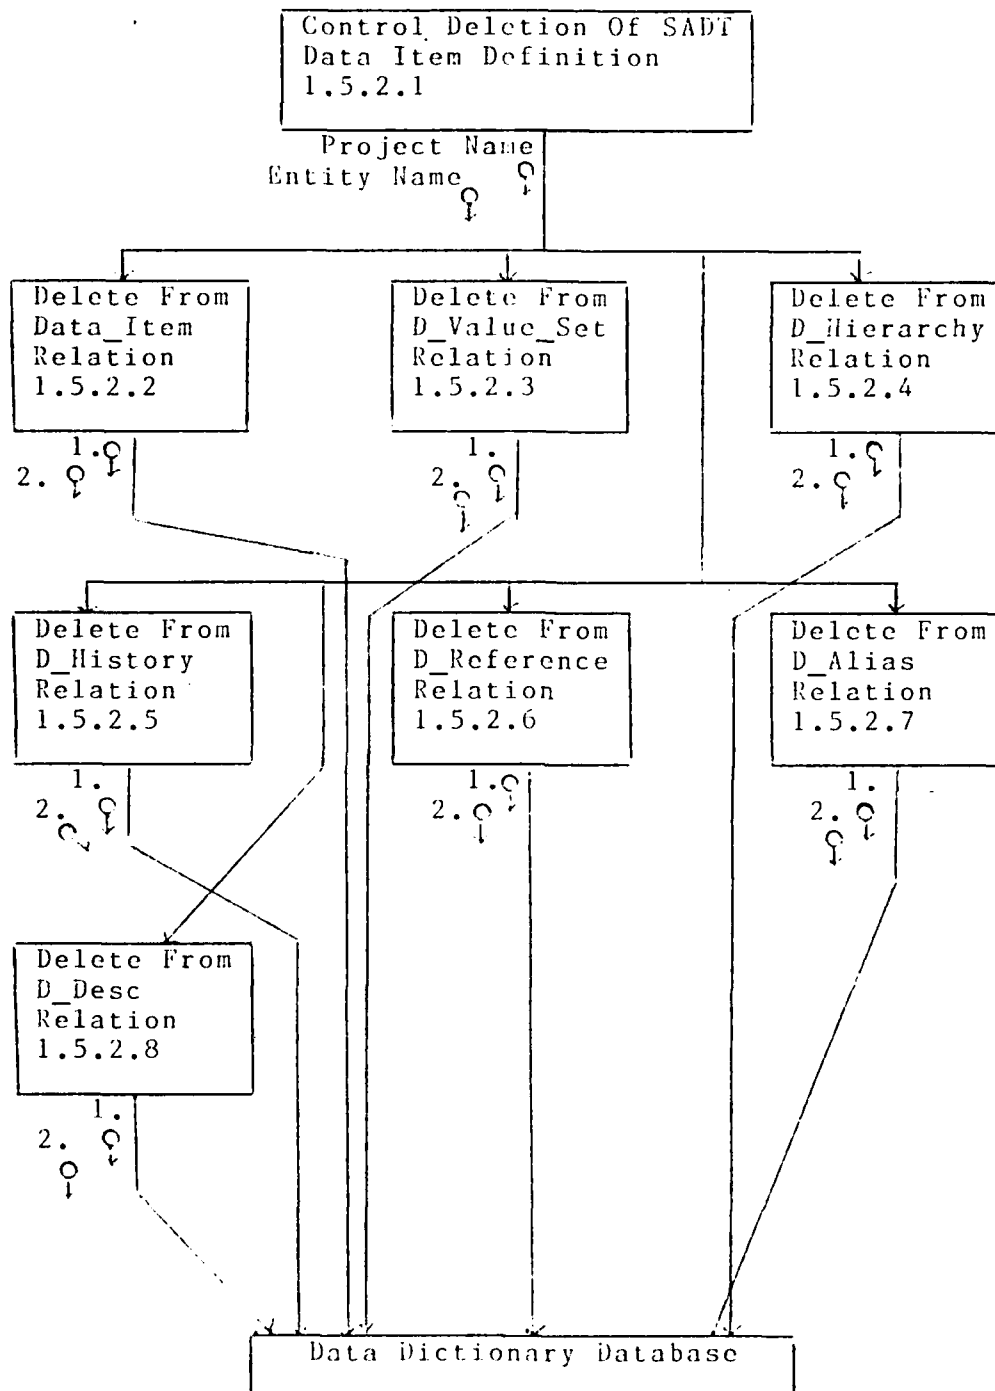 Control Deletion Of SADT
Data Item Definition
1.5.2.1
Project Name
Entity Name
Delete From
Data_Item
Relation
1.5.2.2
Delete From
D_Value_Set
Relation
1.5.2.3
Delete From
D_Hierarchy
Relation
1.5.2.4
1.
2.
1.
2.
1.
2.
Delete From
D_History
Relation
1.5.2.5
Delete From
D_Reference
Relation
1.5.2.6
Delete From
D_Alias
Relation
1.5.2.7
1.
2.
1.
2.
1.
2.
Delete From
D_Desc
Relation
1.5.2.8
1.
2.
Data Dictionary Database